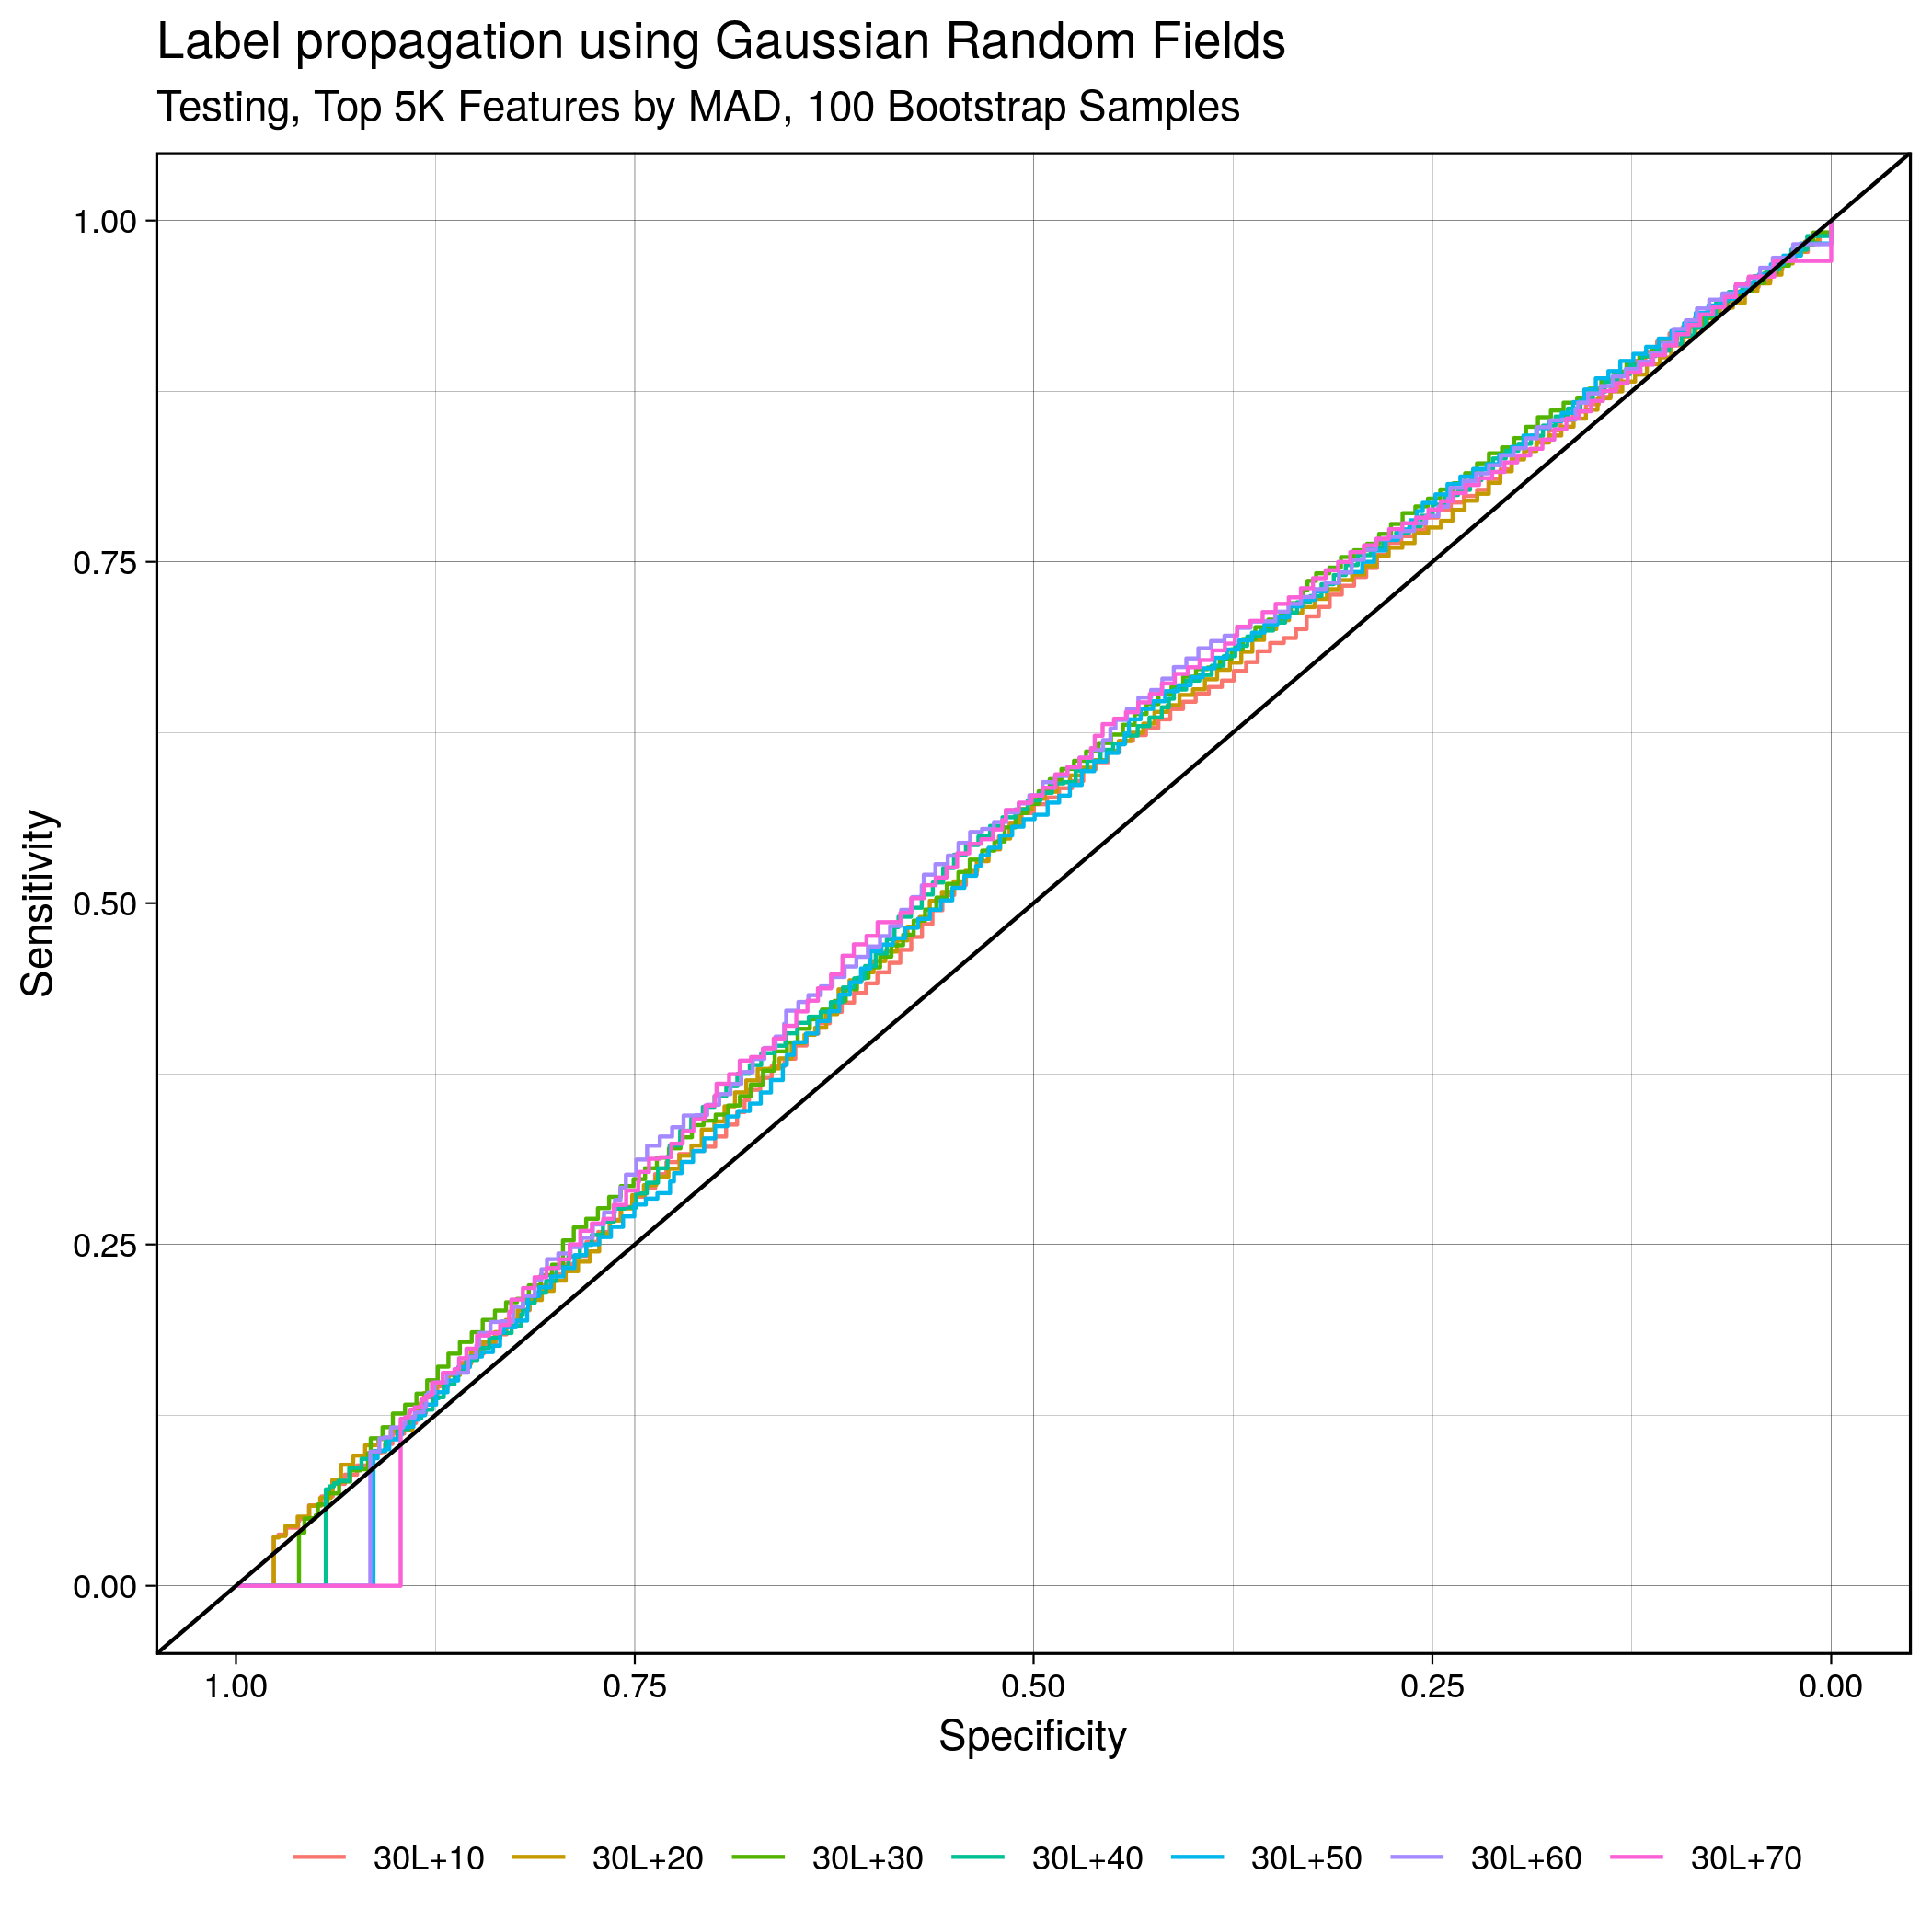 Label propagation using Gaussian Random Fields
Testing, Top 5K Features by MAD, 100 Bootstrap Samples
1.00
0.75
0.50
0.25
0.00
Sensitivity
1.00 0.75 0.50 0.25 0.00
Specificity
30L+10 30L+20 30L+30 30L+40 30L+50 30L+60 30L+70